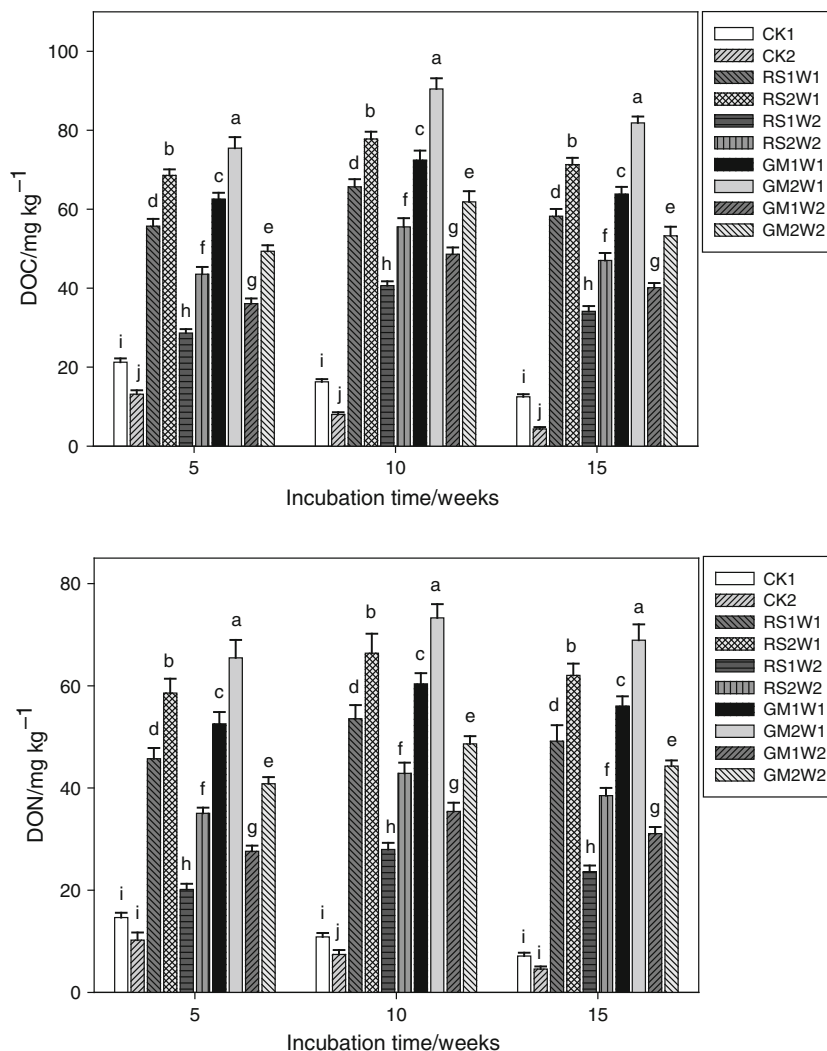 DOC/mg kg⁻¹
100
80
60
40
20
0
i j d b h f c a g e
i j d b h f c a g e
i j d b h f c a g e
5 10 15
Incubation time/weeks
CK1
CK2
RS1W1
RS2W1
RS1W2
RS2W2
GM1W1
GM2W1
GM1W2
GM2W2
DON/mg kg⁻¹
80
60
40
20
0
i i d b h f c a g e
i j d b h f c a g e
i i d b h f c a g e
5 10 15
Incubation time/weeks
CK1
CK2
RS1W1
RS2W1
RS1W2
RS2W2
GM1W1
GM2W1
GM1W2
GM2W2